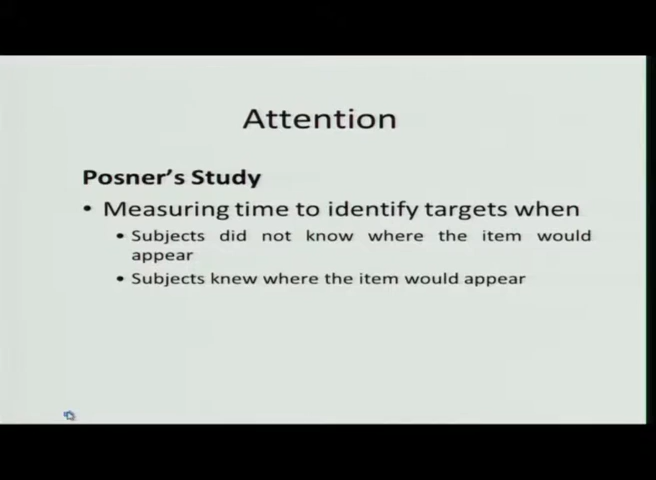 Attention
Posner's Study
• Measuring time to identify targets when
• Subjects did not know where the item would
appear
• Subjects knew where the item would appear